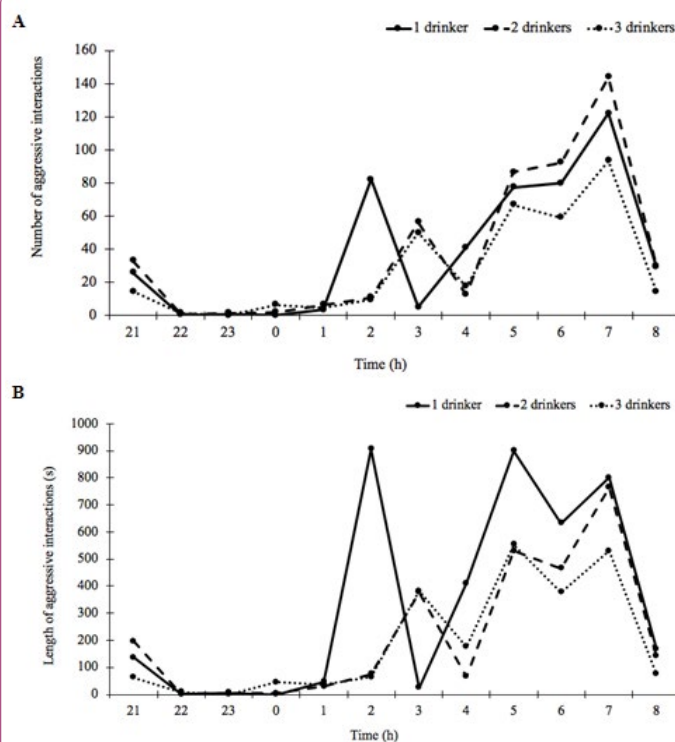 A
1 drinker 2 drinkers 3 drinkers
160
140
120
100
80
60
40
20
0
Number of aggressive interactions
21 22 23 0 1 2 3 4 5 6 7 8
Time (h)
B
1 drinker 2 drinkers 3 drinkers
1000
900
800
700
600
500
400
300
200
100
0
Length of aggressive interactions (s)
21 22 23 0 1 2 3 4 5 6 7 8
Time (h)